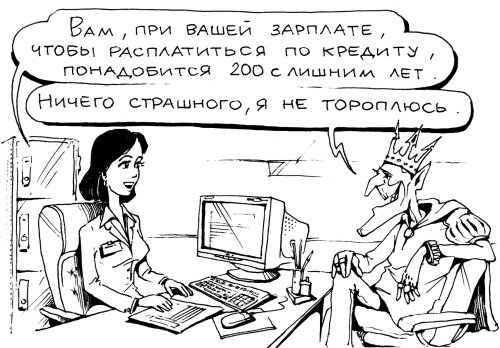 Вам, при вашей зарплате,
чтобы расплатиться по кредиту,
понадобится 200 с лишним лет.
Ничего страшного, я не тороплюсь.